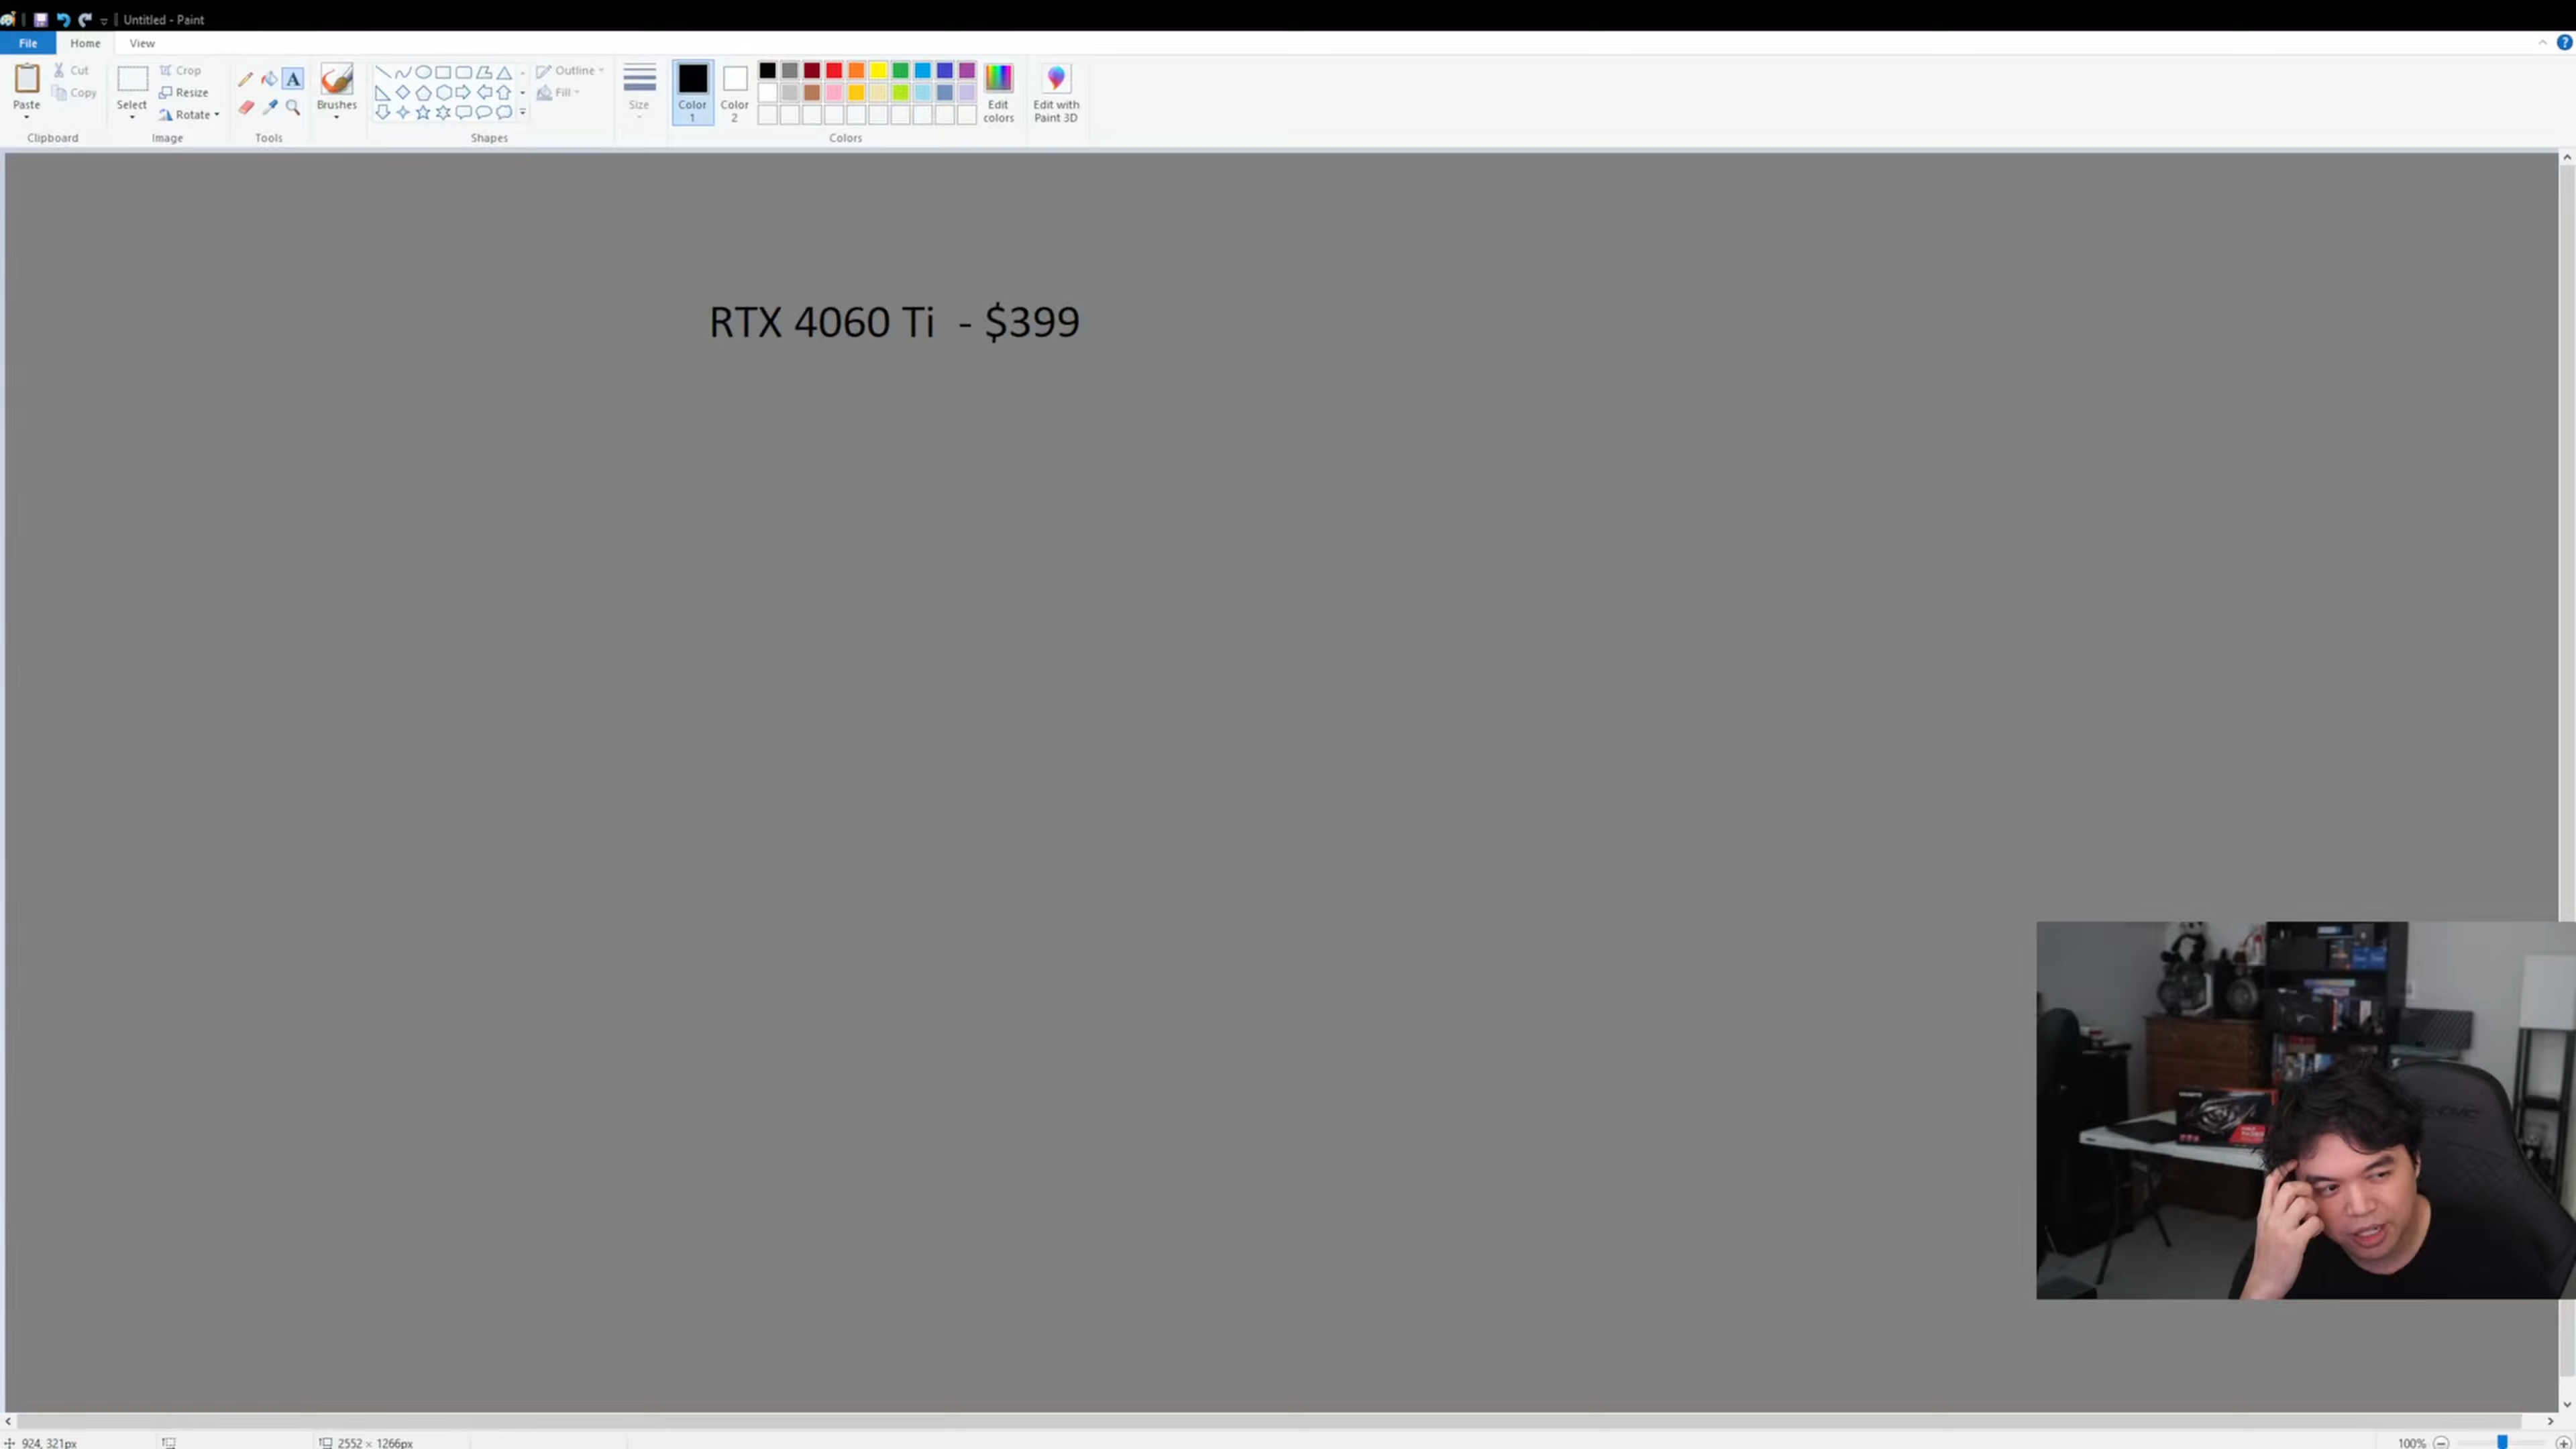 Untitled - Paint
File Home View
Paste
Cut
Copy
Clipboard
Select
Crop
Resize
Rotate
Image
A
Tools
Brushes
Shapes
Outline
Fill
Size
Color 1
Color 2
Colors
Edit colors
Edit with Paint 3D
RTX 4060 Ti - $399
924, 321px
2552 × 1266px
100%